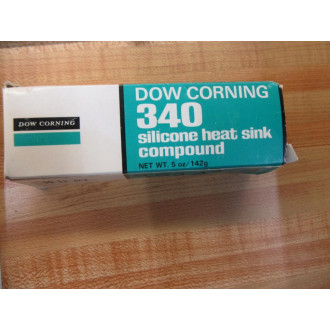 DOW CORNING
DOW CORNING®
340
silicone heat sink
compound
NET WT. 5 oz/142g